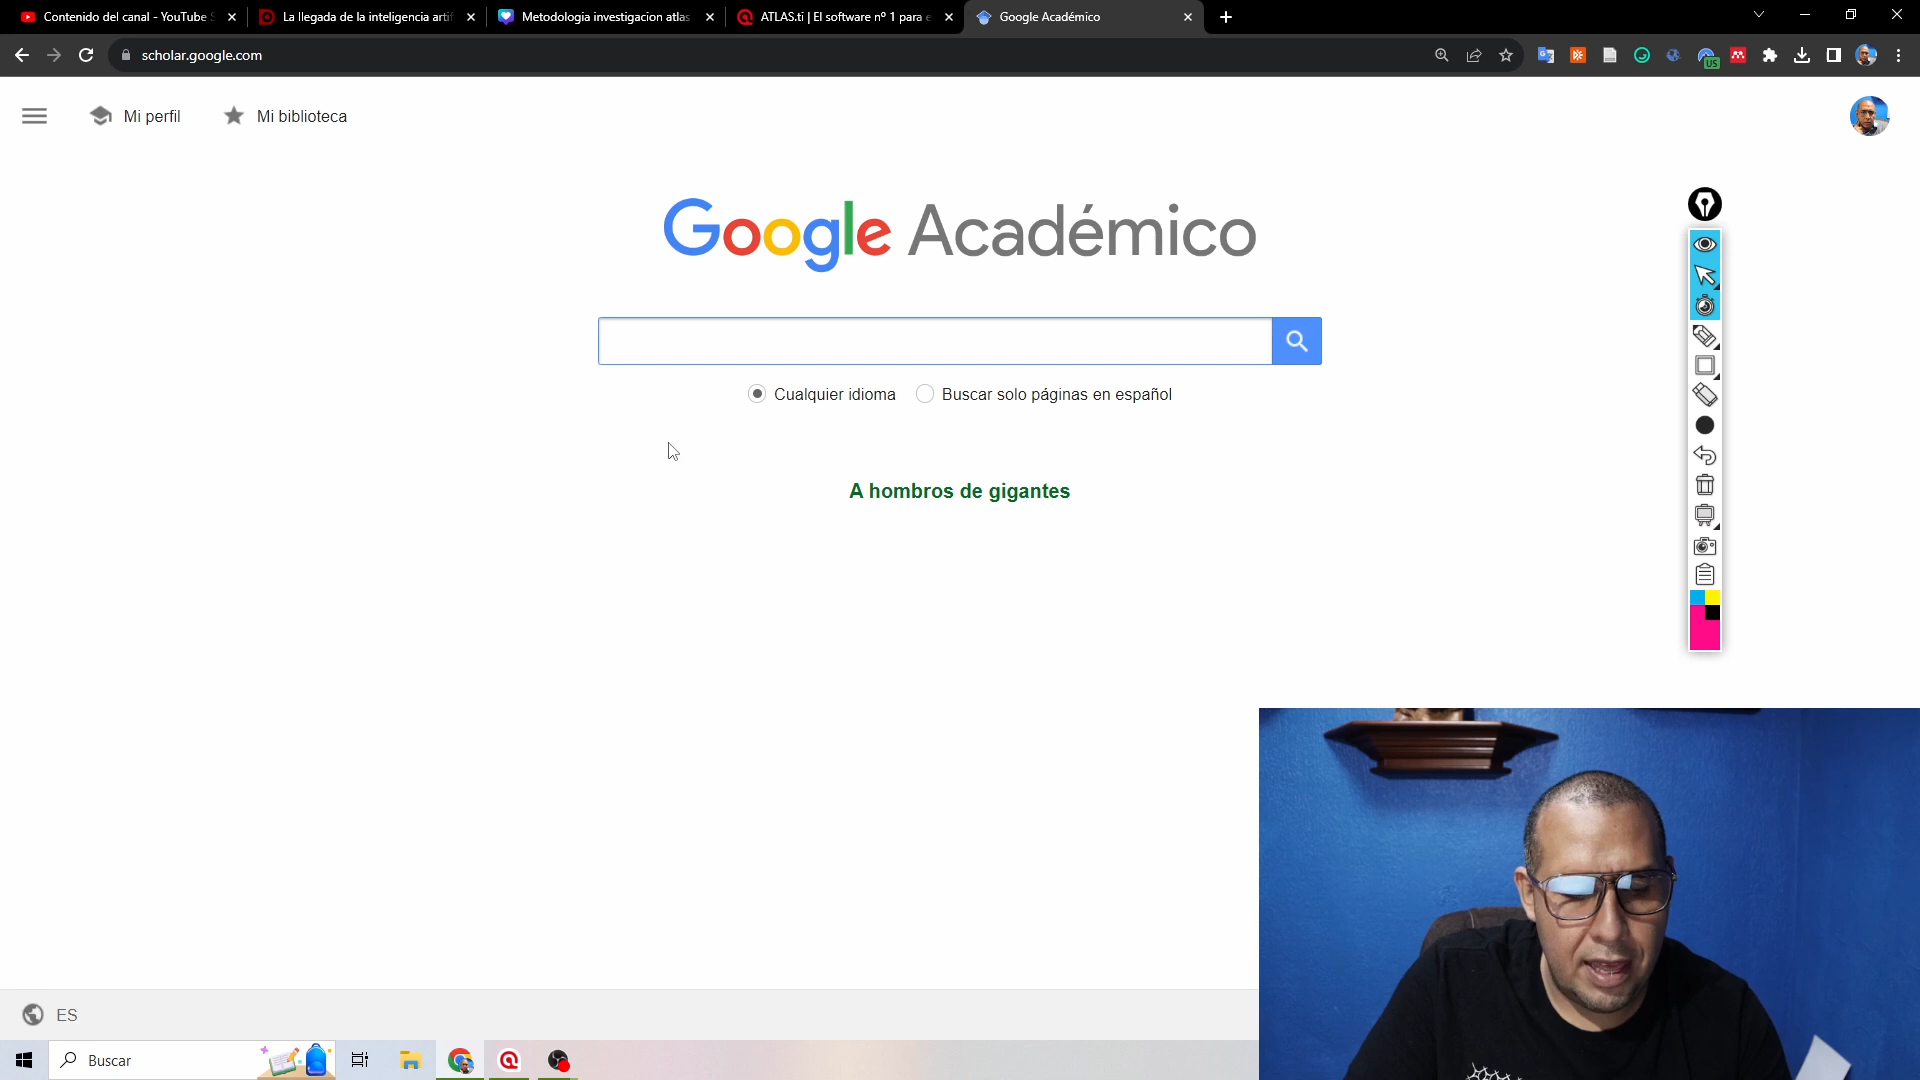 Contenido del canal - YouTube S
La llegada de la inteligencia artif
Metodologia investigacion atlas
ATLAS.ti | El software nº 1 para e
Google Académico
scholar.google.com
US
Mi perfil
Mi biblioteca
Google Académico
Cualquier idioma
Buscar solo páginas en español
A hombros de gigantes
ES
Buscar